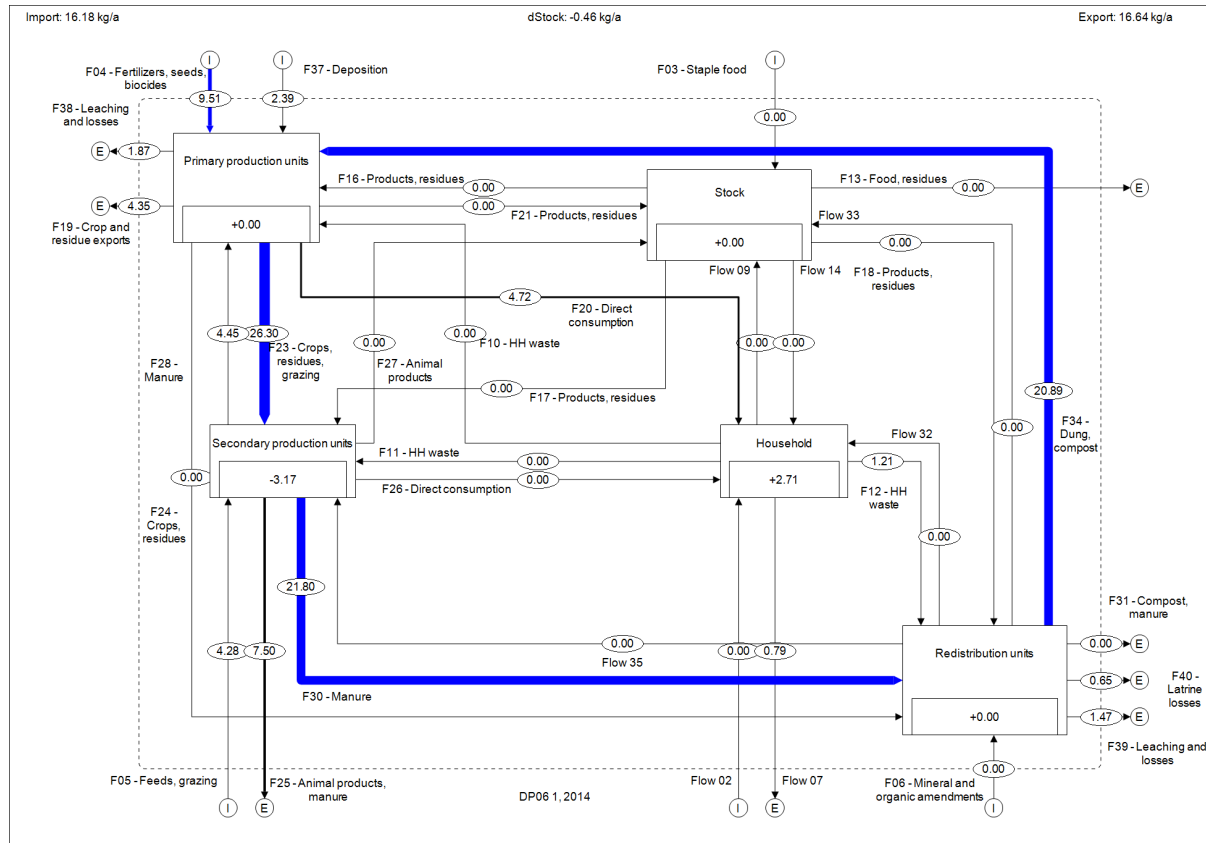 Import: 16.18 kg/a
dStock: -0.46 kg/a
Export: 16.64 kg/a
I
I
I
F04 - Fertilizers, seeds,
biocides
F37 - Deposition
F03 - Staple food
9.51
2.39
0.00
F38 - Leaching
and losses
E
1.87
Primary production units
+0.00
E
4.35
F19 - Crop and
residue exports
F16 - Products, residues
0.00
0.00
F21 - Products, residues
Stock
+0.00
F13 - Food, residues
0.00
E
Flow 33
0.00
F18 - Products,
residues
Flow 09
Flow 14
4.72
F20 - Direct
consumption
4.45
26.30
F23 - Crops,
residues,
grazing
0.00
F27 - Animal
products
0.00
F10 - HH waste
0.00
0.00
F28 -
Manure
0.00
F17 - Products, residues
20.89
F34 -
Dung,
compost
0.00
Secondary production units
-3.17
F11 - HH waste
0.00
0.00
F26 - Direct consumption
Household
+2.71
Flow 32
1.21
F12 - HH
waste
0.00
0.00
F24 -
Crops,
residues
21.80
4.28
7.50
0.00
Flow 35
0.00
0.79
F30 - Manure
Redistribution units
+0.00
F31 - Compost,
manure
0.00
E
0.65
E
F40 -
Latrine
losses
1.47
E
F39 - Leaching and
losses
0.00
F05 - Feeds, grazing
F25 - Animal products,
manure
Flow 02
Flow 07
F06 - Mineral and
organic amendments
DP06 1, 2014
I
E
I
E
I